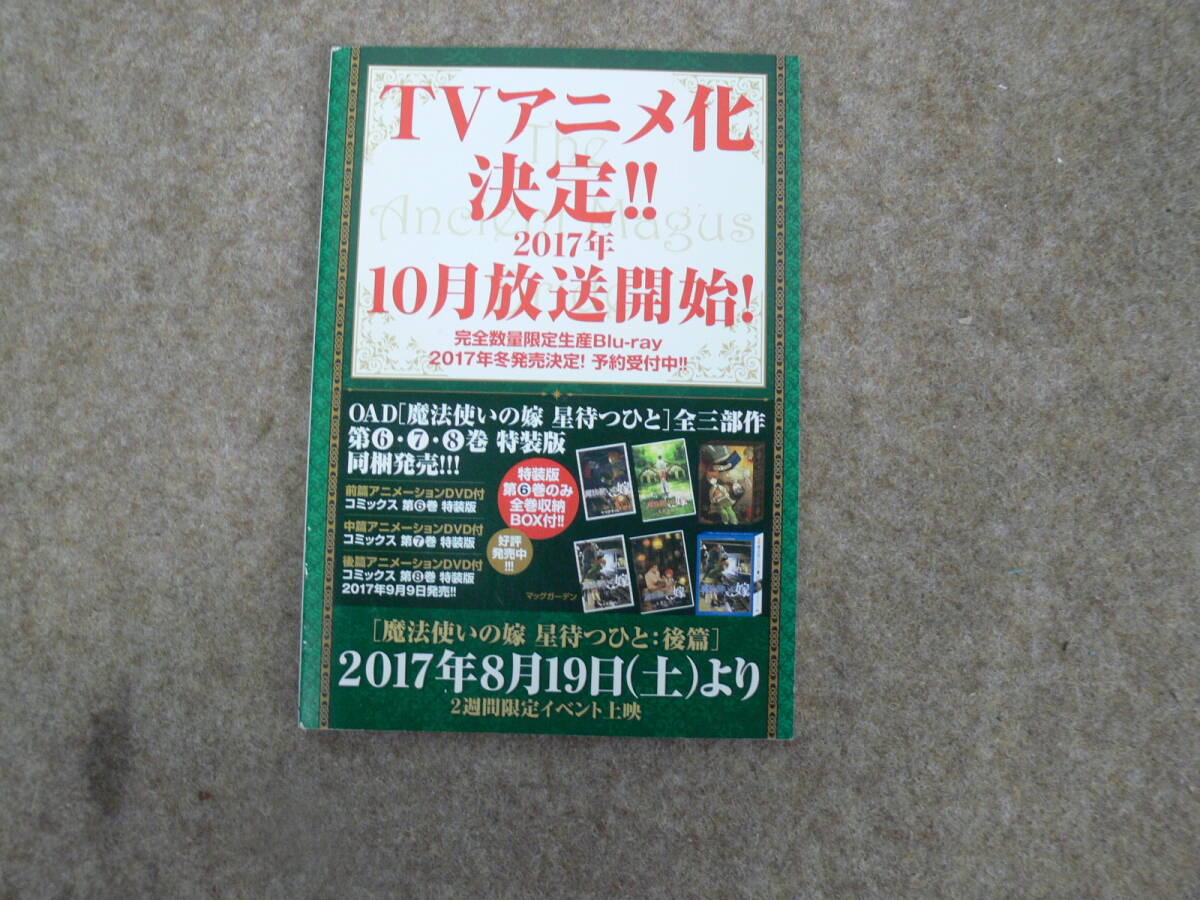 TVアニメ化
決定!!
2017年
10月放送開始!
The
Ancient Magus
完全数量限定生産Blu-ray
2017年冬発売決定! 予約受付中!!
OAD[魔法使いの嫁 星待つひと]全三部作
第❻・❼・❽巻 特装版
同梱発売!!!
前篇アニメーションDVD付
コミックス 第❻巻 特装版
中篇アニメーションDVD付
コミックス 第❼巻 特装版
後篇アニメーションDVD付
コミックス 第❽巻 特装版
2017年9月9日発売!!
特装版
第❻巻のみ
全巻収納
BOX付!!
好評
発売中
!!!
マッグガーデン
[魔法使いの嫁 星待つひと:後篇]
2017年8月19日(土)より
2週間限定イベント上映